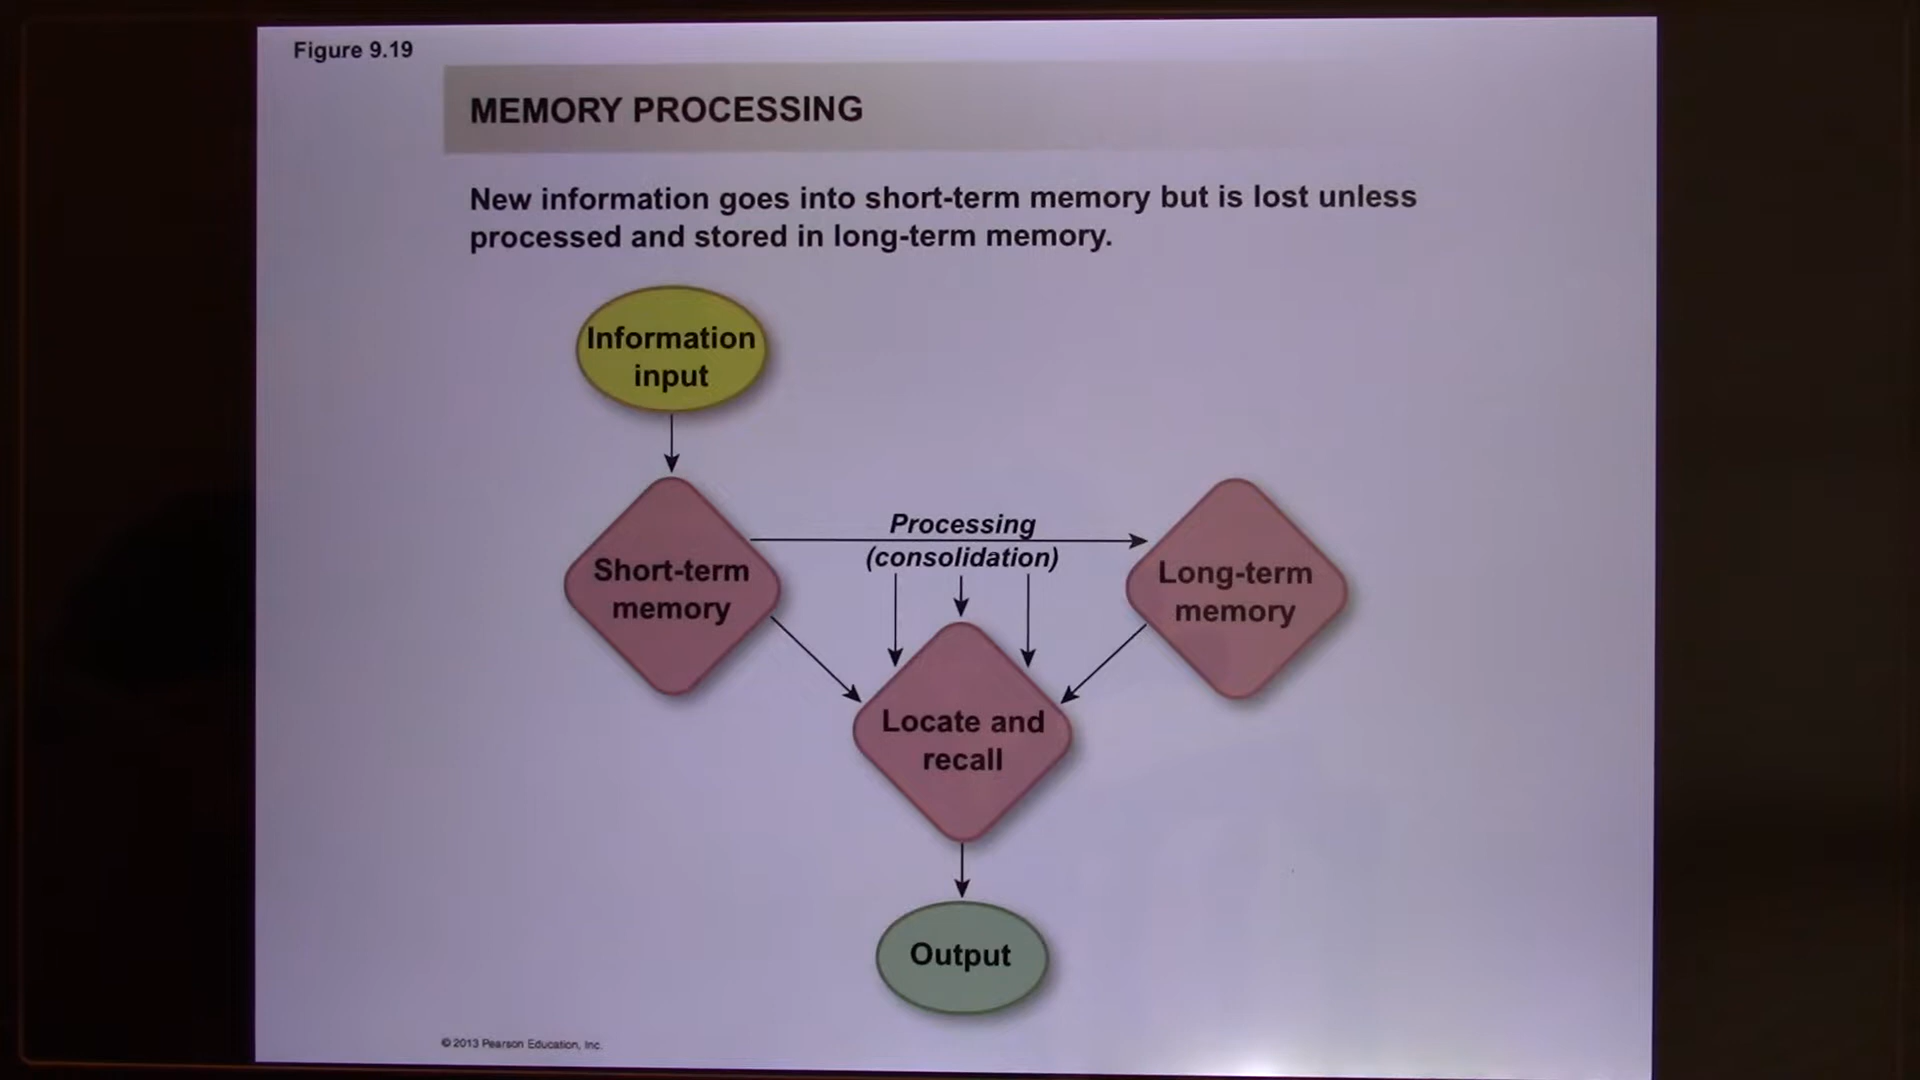 Figure 9.19
MEMORY PROCESSING
New information goes into short-term memory but is lost unless
processed and stored in long-term memory.
Information
input
Processing
(consolidation)
Short-term
memory
Long-term
memory
Locate and
recall
Output
© 2013 Pearson Education, Inc.